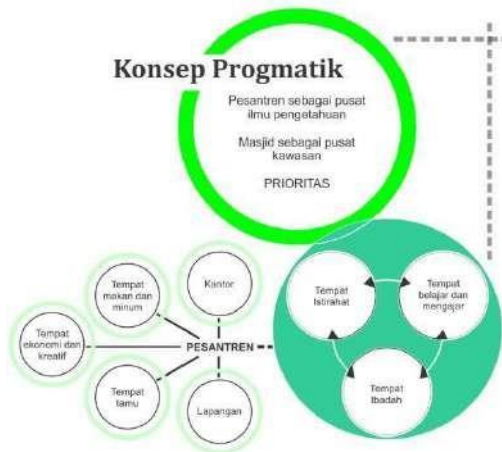 Konsep Progmatik
Pesantren sebagai pusat
ilmu pengetahuan
Masjid sebagai pusat
kawasan
PRIORITAS
Kantor
Tempat
makan dan
minum
Tempat
ekonomi dan
kreatif
PESANTREN
Tempat
tamu
Lapangan
Tempat
Istirahat
Tempat
belajar dan
mengajar
Tempat
Ibadah